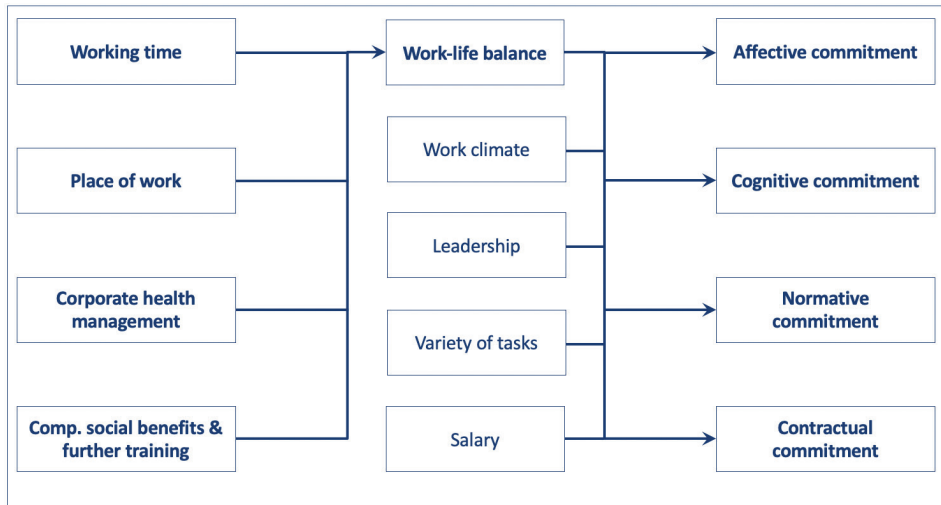 Working time
Work-life balance
Affective commitment
Work climate
Place of work
Cognitive commitment
Leadership
Corporate health
management
Normative
commitment
Variety of tasks
Comp. social benefits &
further training
Salary
Contractual
commitment